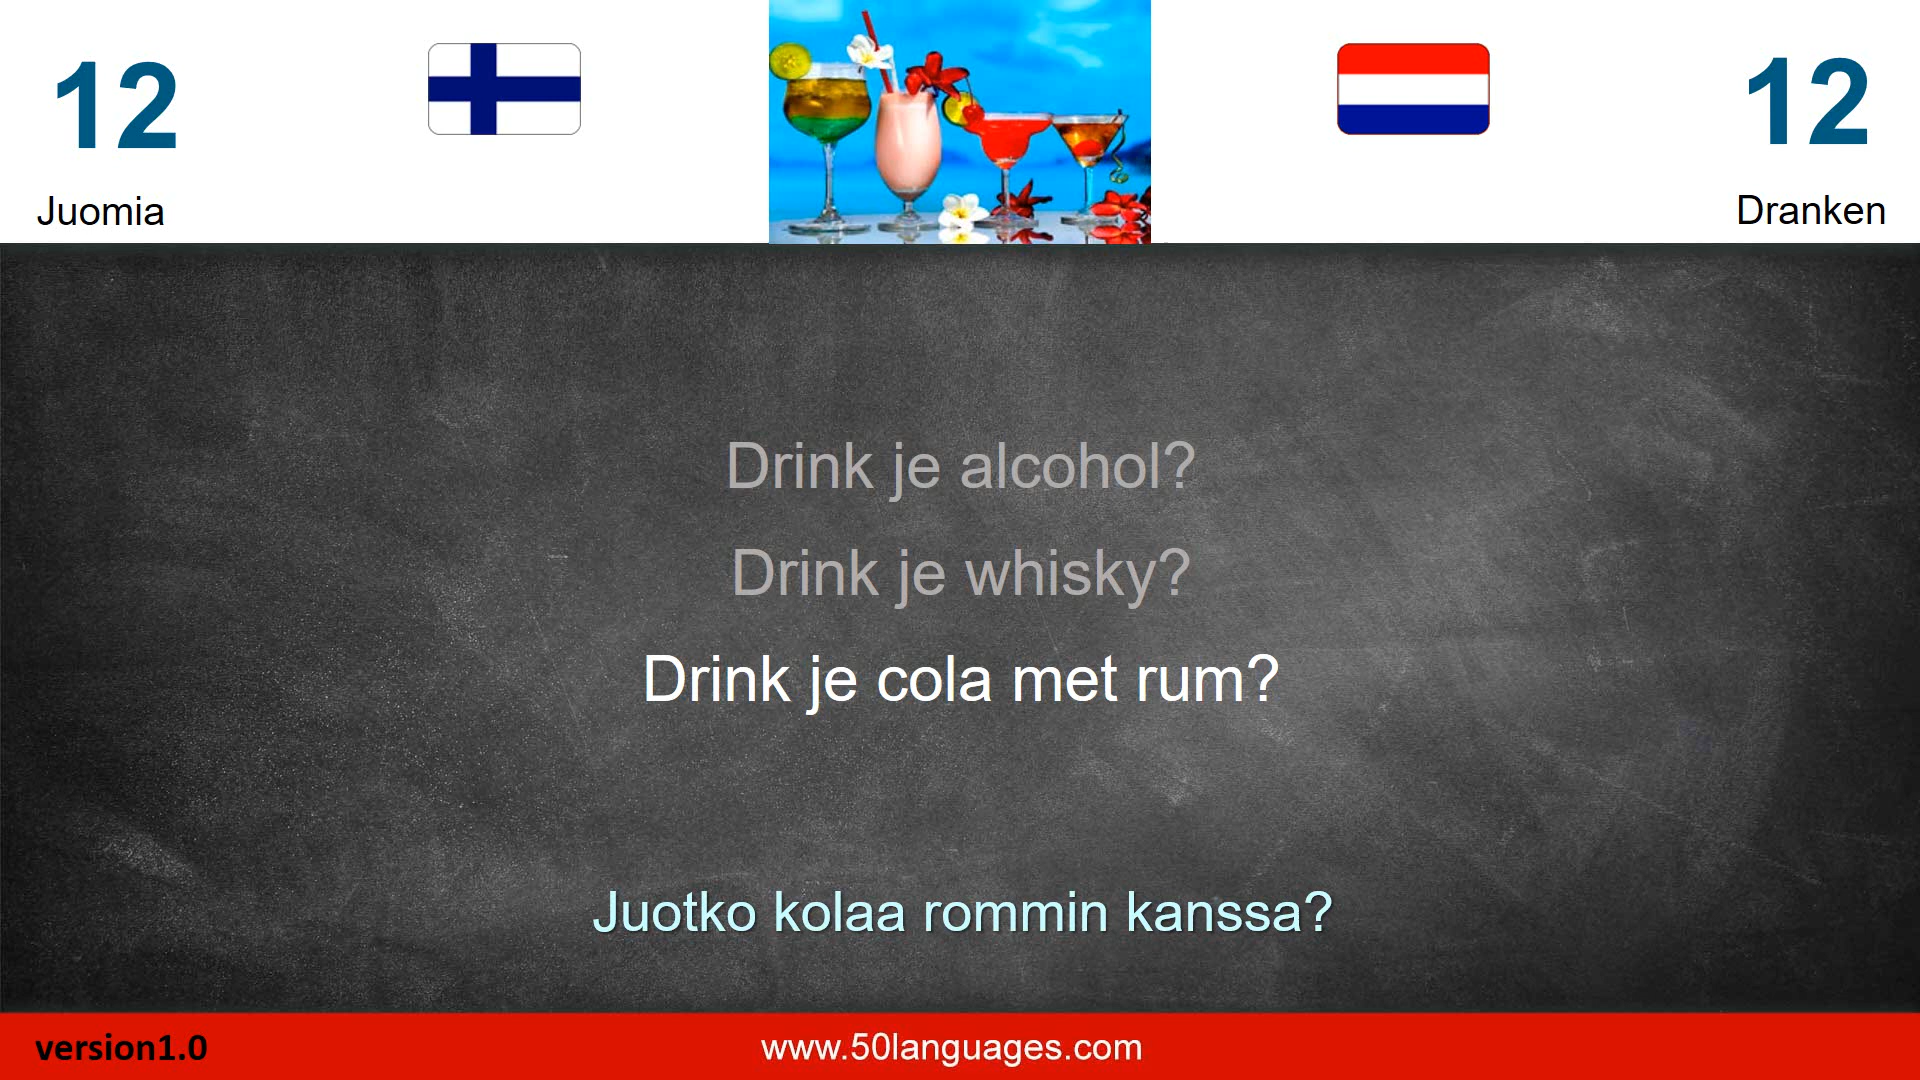 12
12
Juomia
Dranken
Drink je alcohol?
Drink je whisky?
Drink je cola met rum?
Juotko kolaa rommin kanssa?
version1.0
www.50languages.com